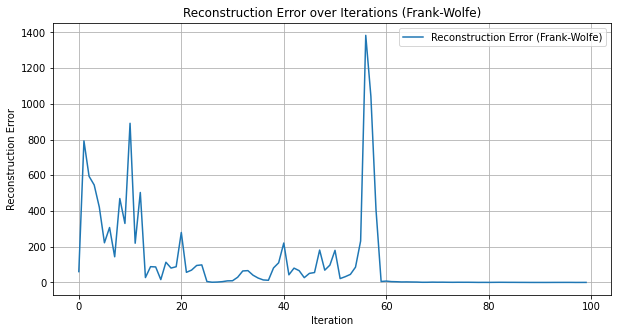 Reconstruction Error over Iterations (Frank-Wolfe)
Reconstruction Error (Frank-Wolfe)
1400
1200
1000
800
600
400
200
0
Reconstruction Error
0 20 40 60 80 100
Iteration